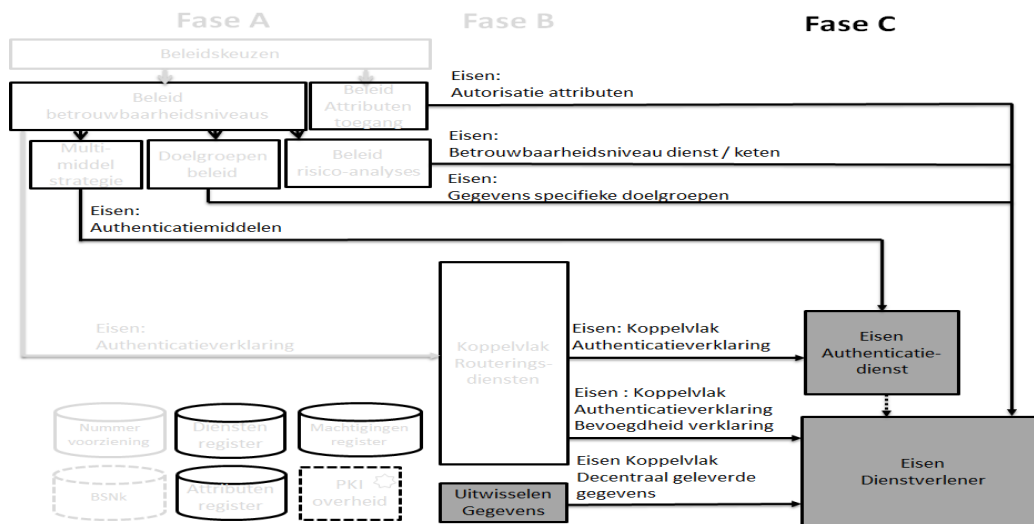 Fase A
Fase B
Fase C
Beleidskeuzen
Beleid
betrouwbaarheidsniveaus
Beleid
Attributen
toegang
Eisen:
Autorisatie attributen
Multi-
middel
strategie
Doelgroepen
beleid
Beleid
risico-analyses
Eisen:
Betrouwbaarheidsniveau dienst / keten
Eisen:
Gegevens specifieke doelgroepen
Eisen:
Authenticatiemiddelen
Eisen:
Authenticatieverklaring
Koppelvlak
Routerings-
diensten
Eisen: Koppelvlak
Authenticatieverklaring
Eisen
Authenticatie-
dienst
Eisen : Koppelvlak
Authenticatieverklaring
Bevoegdheid verklaring
Nummer
voorziening
Diensten
register
Machtigingen
register
BSNk
Attributen
register
PKI
overheid
Uitwisselen
Gegevens
Eisen Koppelvlak
Decentraal geleverde
gegevens
Eisen
Dienstverlener